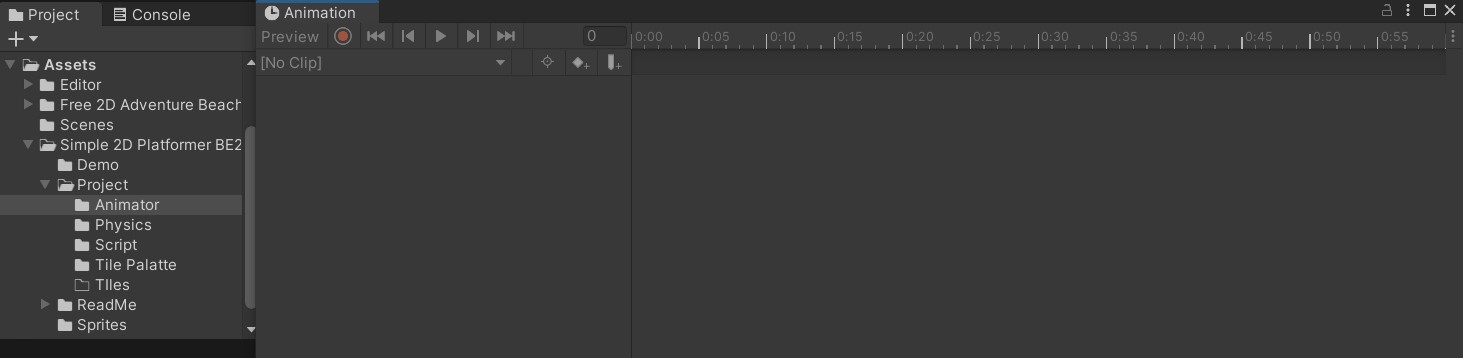 Project
Console
Animation
Preview
0
0:00 0:05 0:10 0:15 0:20 0:25 0:30 0:35 0:40 0:45 0:50 0:55
[No Clip]
Assets
Editor
Free 2D Adventure Beach
Scenes
Simple 2D Platformer BE2
Demo
Project
Animator
Physics
Script
Tile Palatte
TIles
ReadMe
Sprites